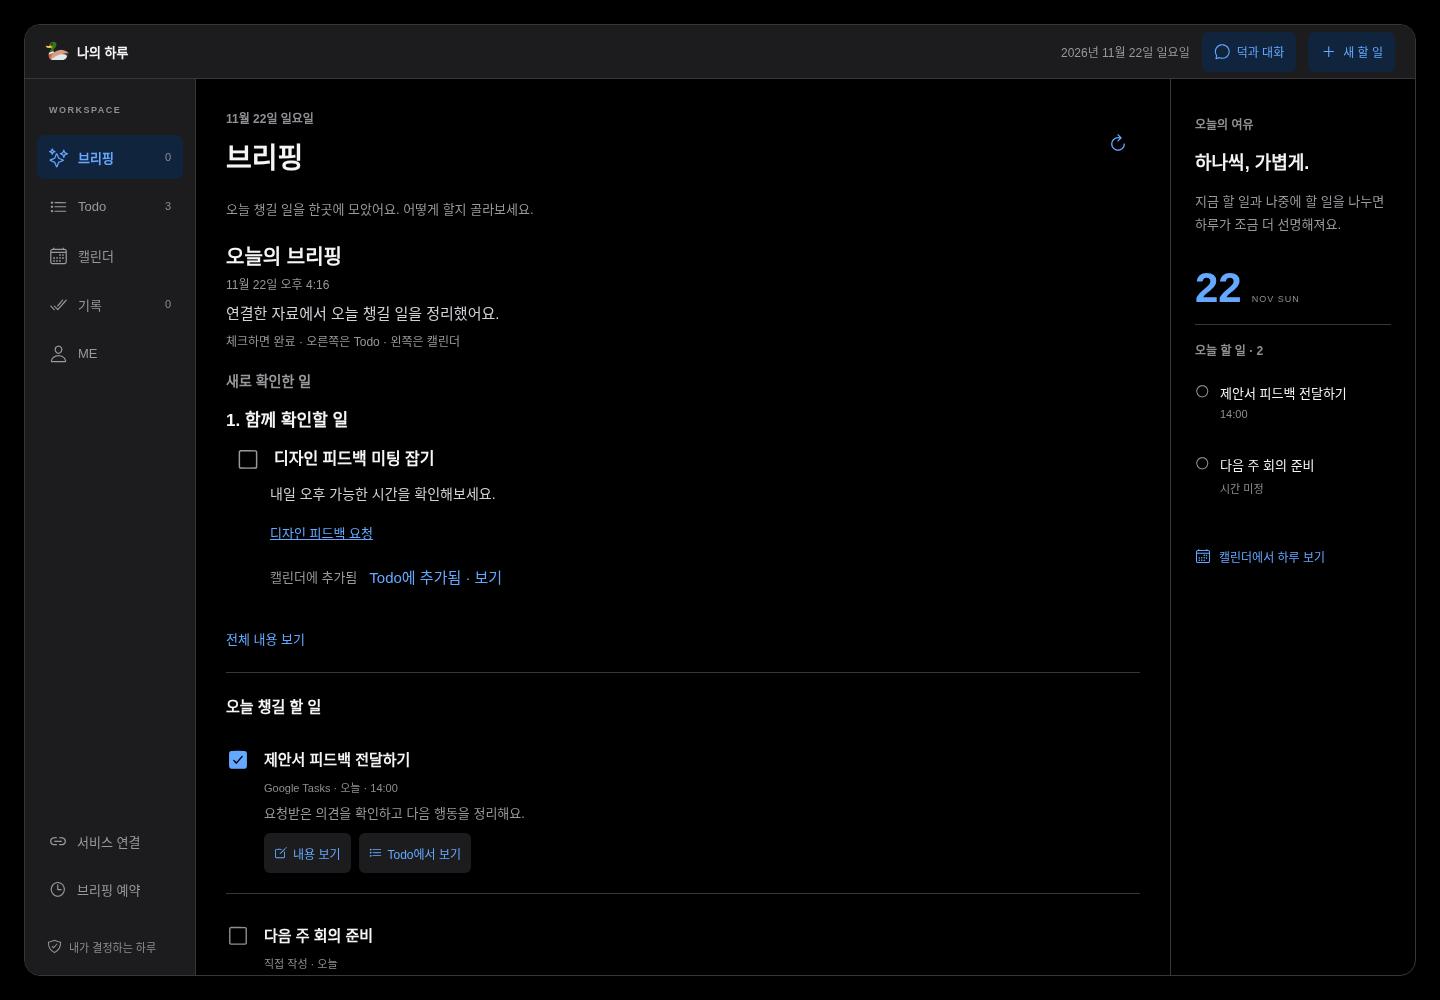 나의 하루
2026년 11월 22일 일요일
덕과 대화
새 할 일
WORKSPACE
브리핑 0
Todo 3
캘린더
기록 0
ME
서비스 연결
브리핑 예약
내가 결정하는 하루
11월 22일 일요일
브리핑
오늘 챙길 일을 한곳에 모았어요. 어떻게 할지 골라보세요.
오늘의 브리핑
11월 22일 오후 4:16
연결한 자료에서 오늘 챙길 일을 정리했어요.
체크하면 완료 · 오른쪽은 Todo · 왼쪽은 캘린더
새로 확인한 일
1. 함께 확인할 일
디자인 피드백 미팅 잡기
내일 오후 가능한 시간을 확인해보세요.
디자인 피드백 요청
캘린더에 추가됨 Todo에 추가됨 · 보기
전체 내용 보기
오늘 챙길 할 일
제안서 피드백 전달하기
Google Tasks · 오늘 · 14:00
요청받은 의견을 확인하고 다음 행동을 정리해요.
내용 보기
Todo에서 보기
다음 주 회의 준비
직접 작성 · 오늘
오늘의 여유
하나씩, 가볍게.
지금 할 일과 나중에 할 일을 나누면
하루가 조금 더 선명해져요.
22 NOV SUN
오늘 할 일 · 2
제안서 피드백 전달하기
14:00
다음 주 회의 준비
시간 미정
캘린더에서 하루 보기